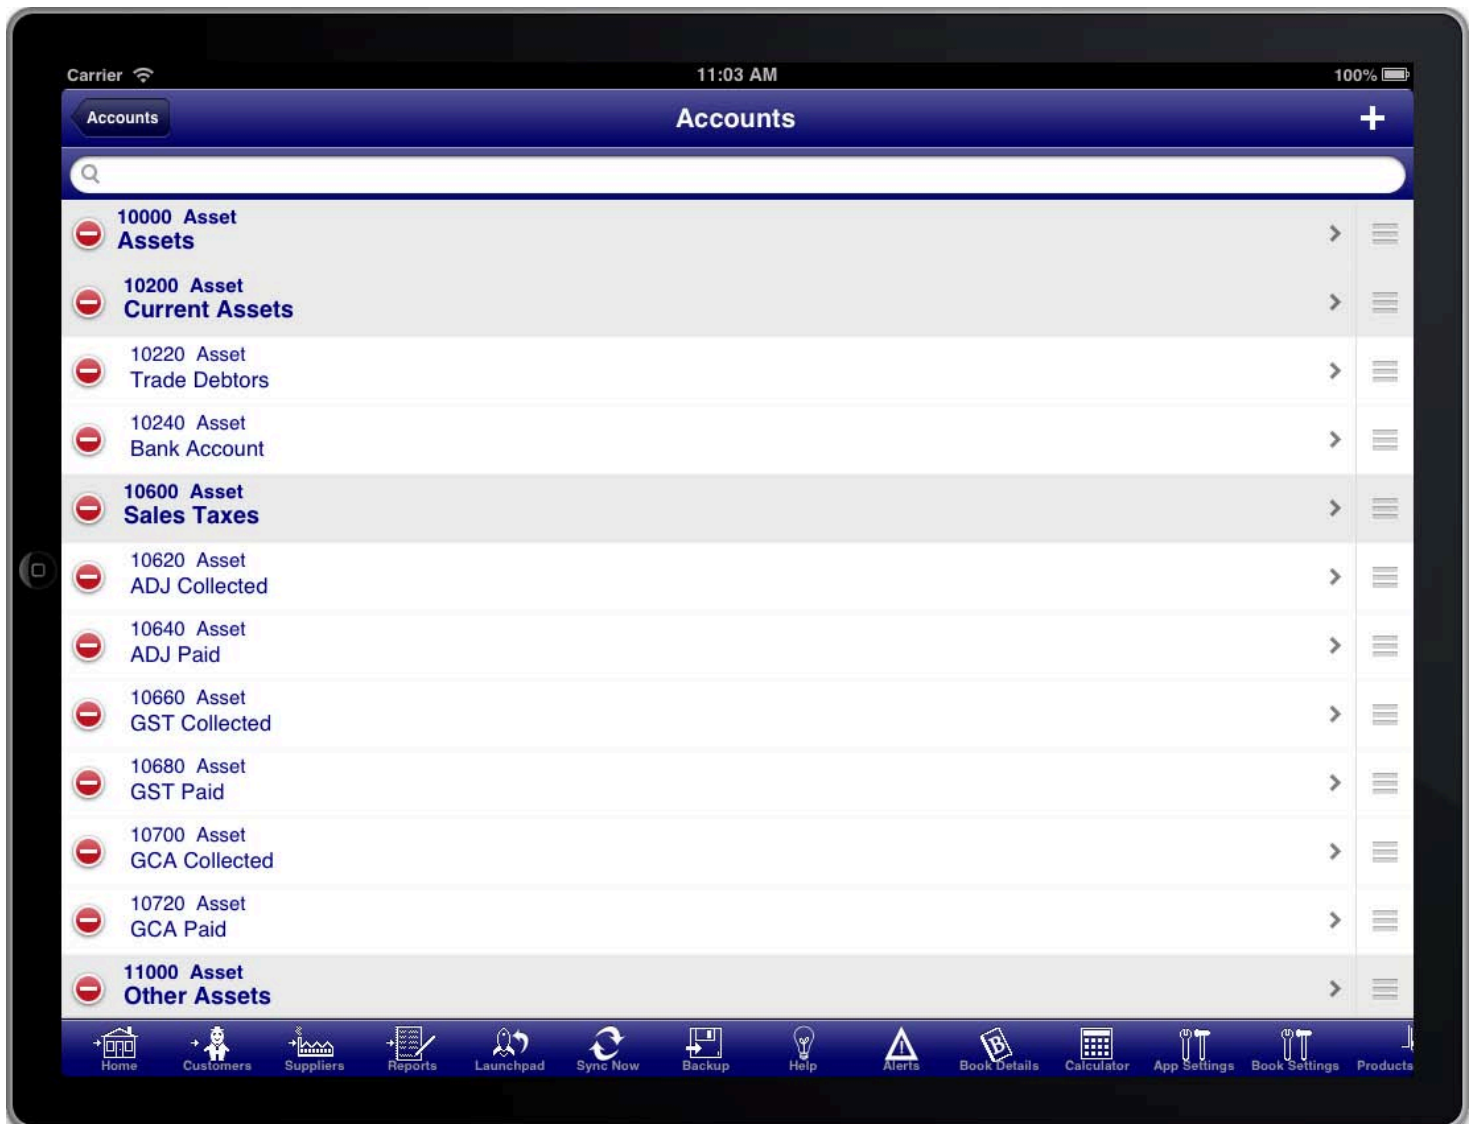 Carrier 11:03 AM 100%
Accounts Accounts +
10000 Asset
Assets
10200 Asset
Current Assets
10220 Asset
Trade Debtors
10240 Asset
Bank Account
10600 Asset
Sales Taxes
10620 Asset
ADJ Collected
10640 Asset
ADJ Paid
10660 Asset
GST Collected
10680 Asset
GST Paid
10700 Asset
GCA Collected
10720 Asset
GCA Paid
11000 Asset
Other Assets
Home Customers Suppliers Reports Launchpad Sync Now Backup Help Alerts Book Details Calculator App Settings Book Settings Products